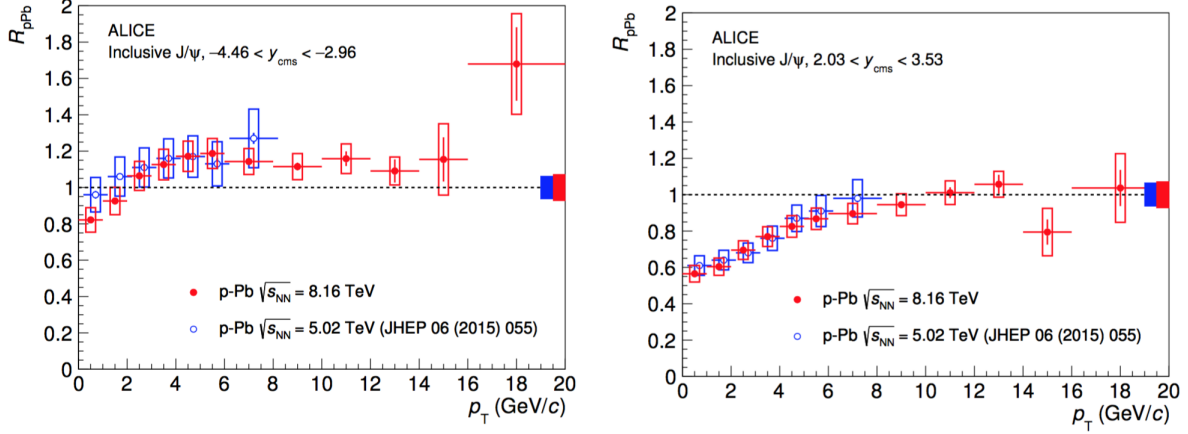 R_pPb
2
1.8
1.6
1.4
1.2
1
0.8
0.6
0.4
0.2
0
ALICE
Inclusive J/ψ, −4.46 < y_cms < −2.96
p-Pb √s_NN = 8.16 TeV
p-Pb √s_NN = 5.02 TeV (JHEP 06 (2015) 055)
0 2 4 6 8 10 12 14 16 18 20
p_T (GeV/c)
R_pPb
2
1.8
1.6
1.4
1.2
1
0.8
0.6
0.4
0.2
0
ALICE
Inclusive J/ψ, 2.03 < y_cms < 3.53
p-Pb √s_NN = 8.16 TeV
p-Pb √s_NN = 5.02 TeV (JHEP 06 (2015) 055)
0 2 4 6 8 10 12 14 16 18 20
p_T (GeV/c)